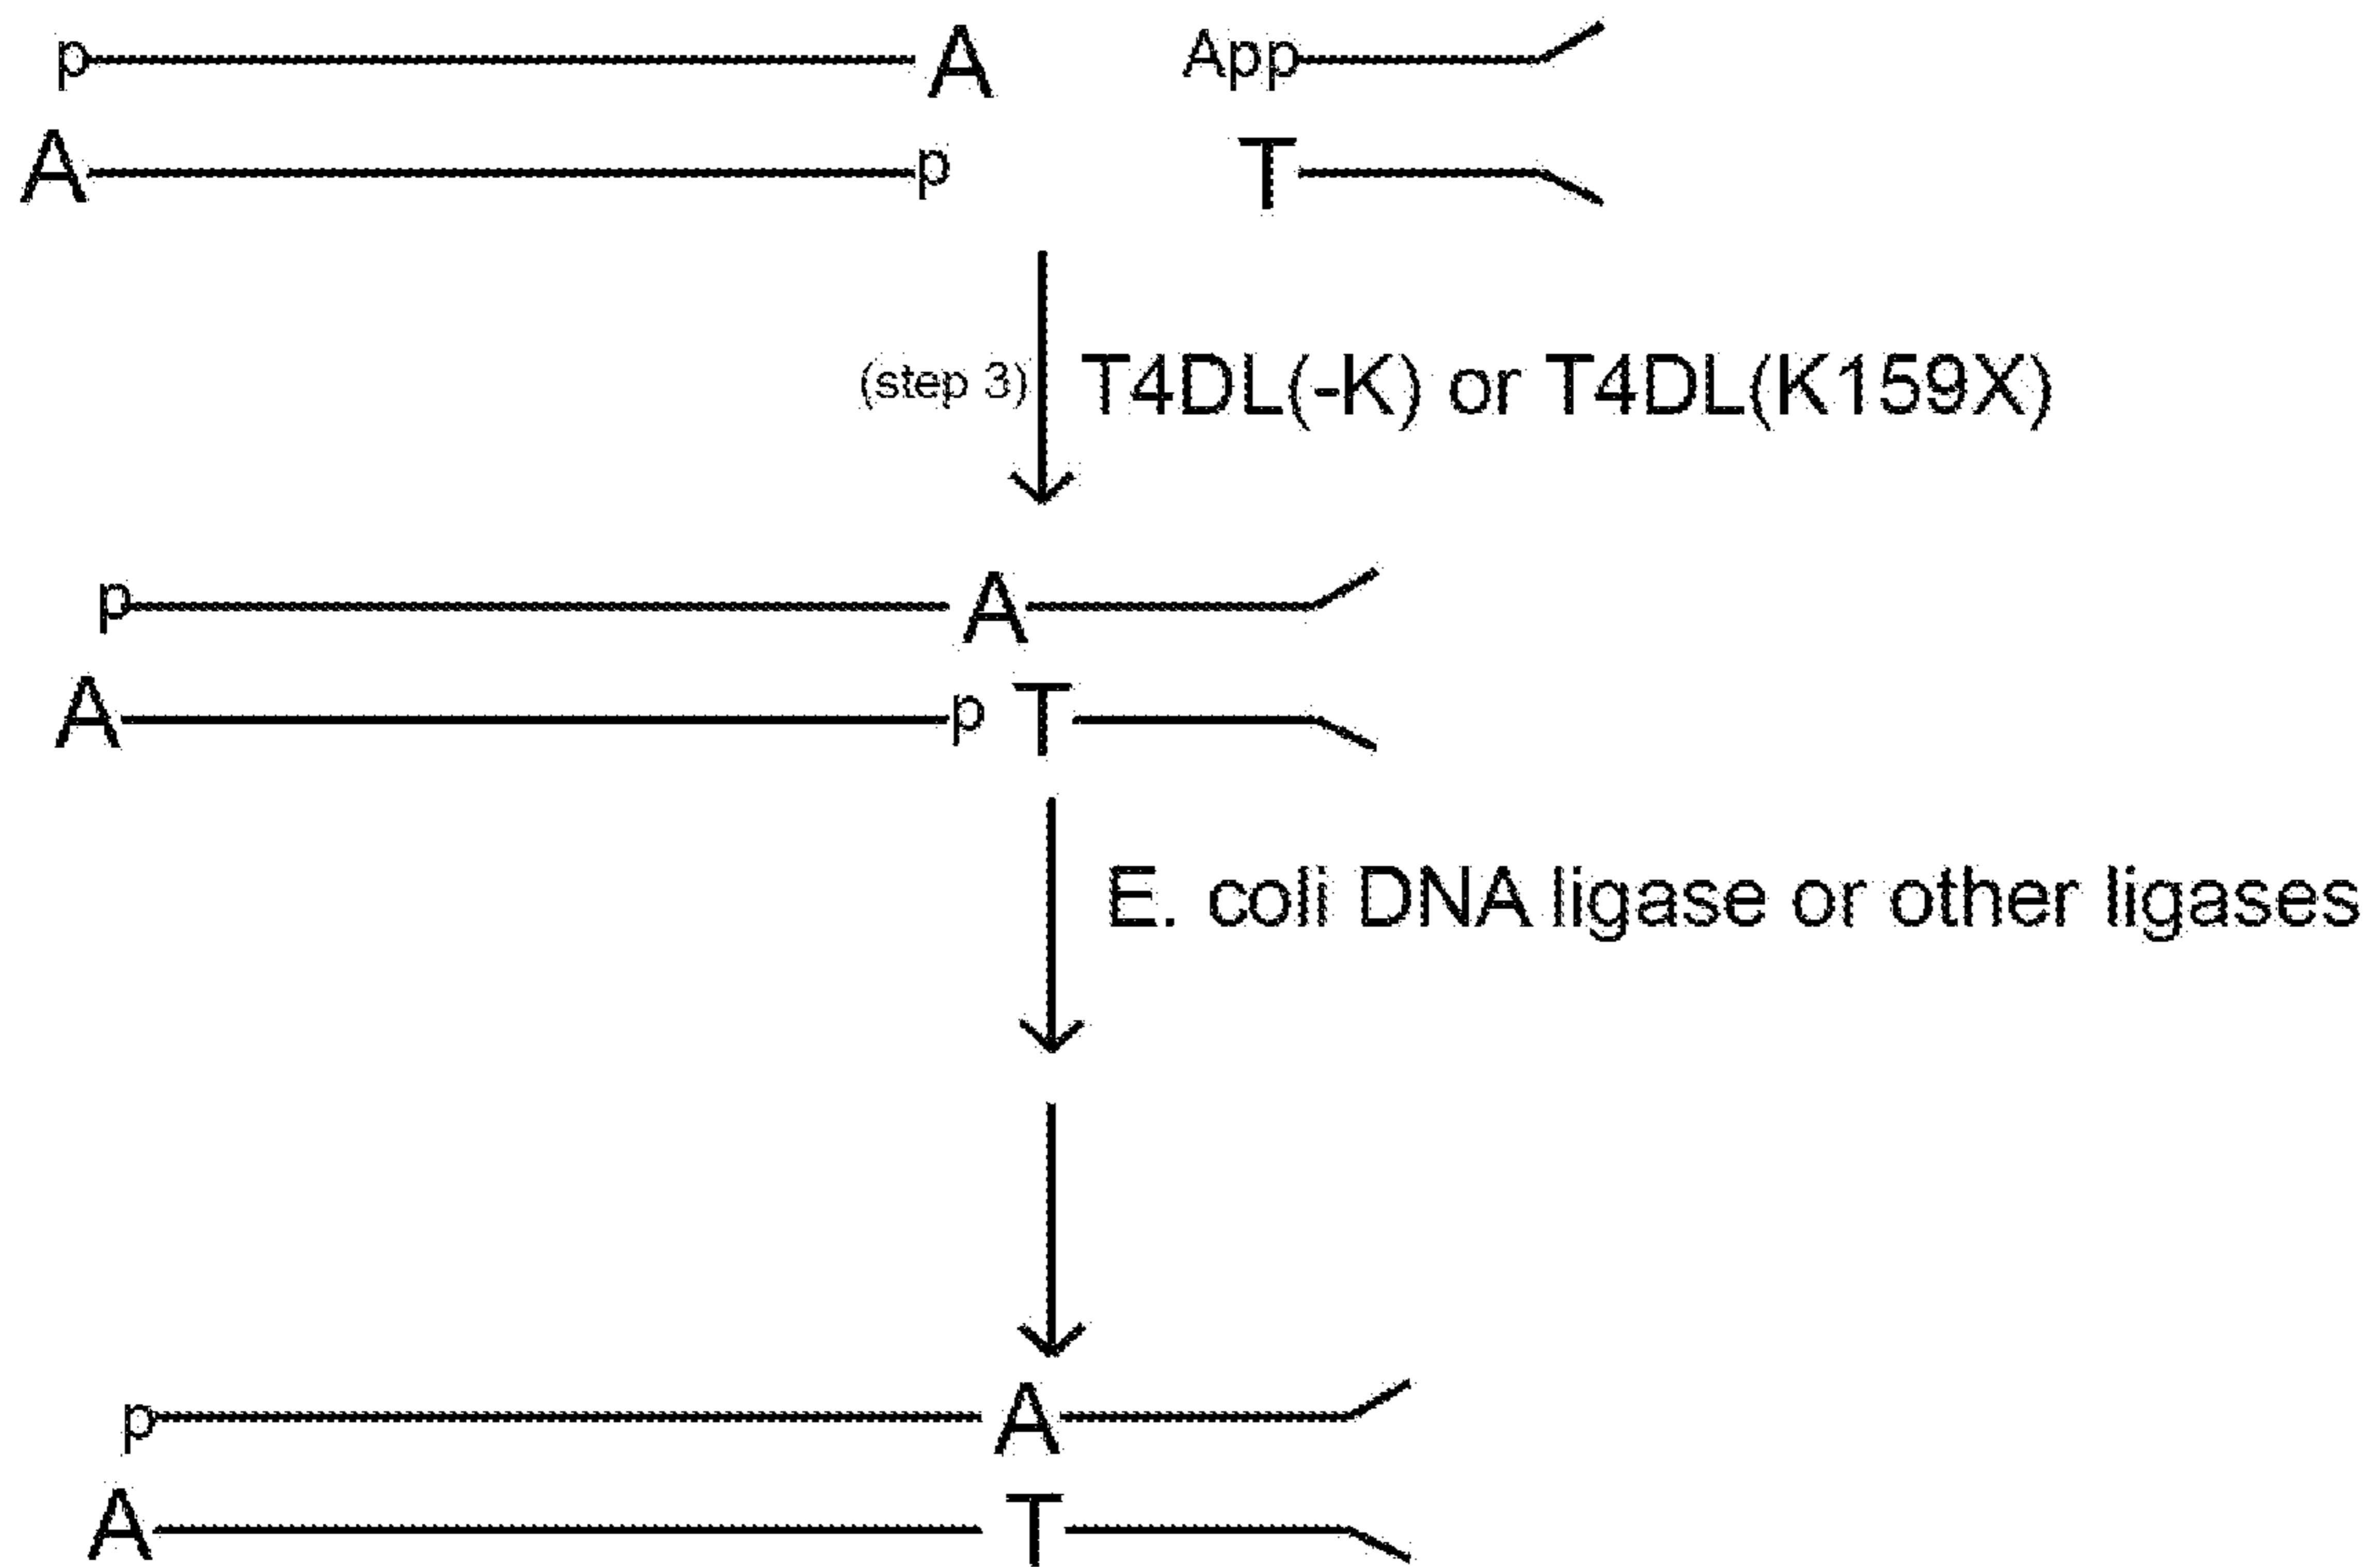 p A App
A p T
(step 3) T4DL(-K) or T4DL(K159X)
p A
A p T
E. coli DNA ligase or other ligases
p A
A T